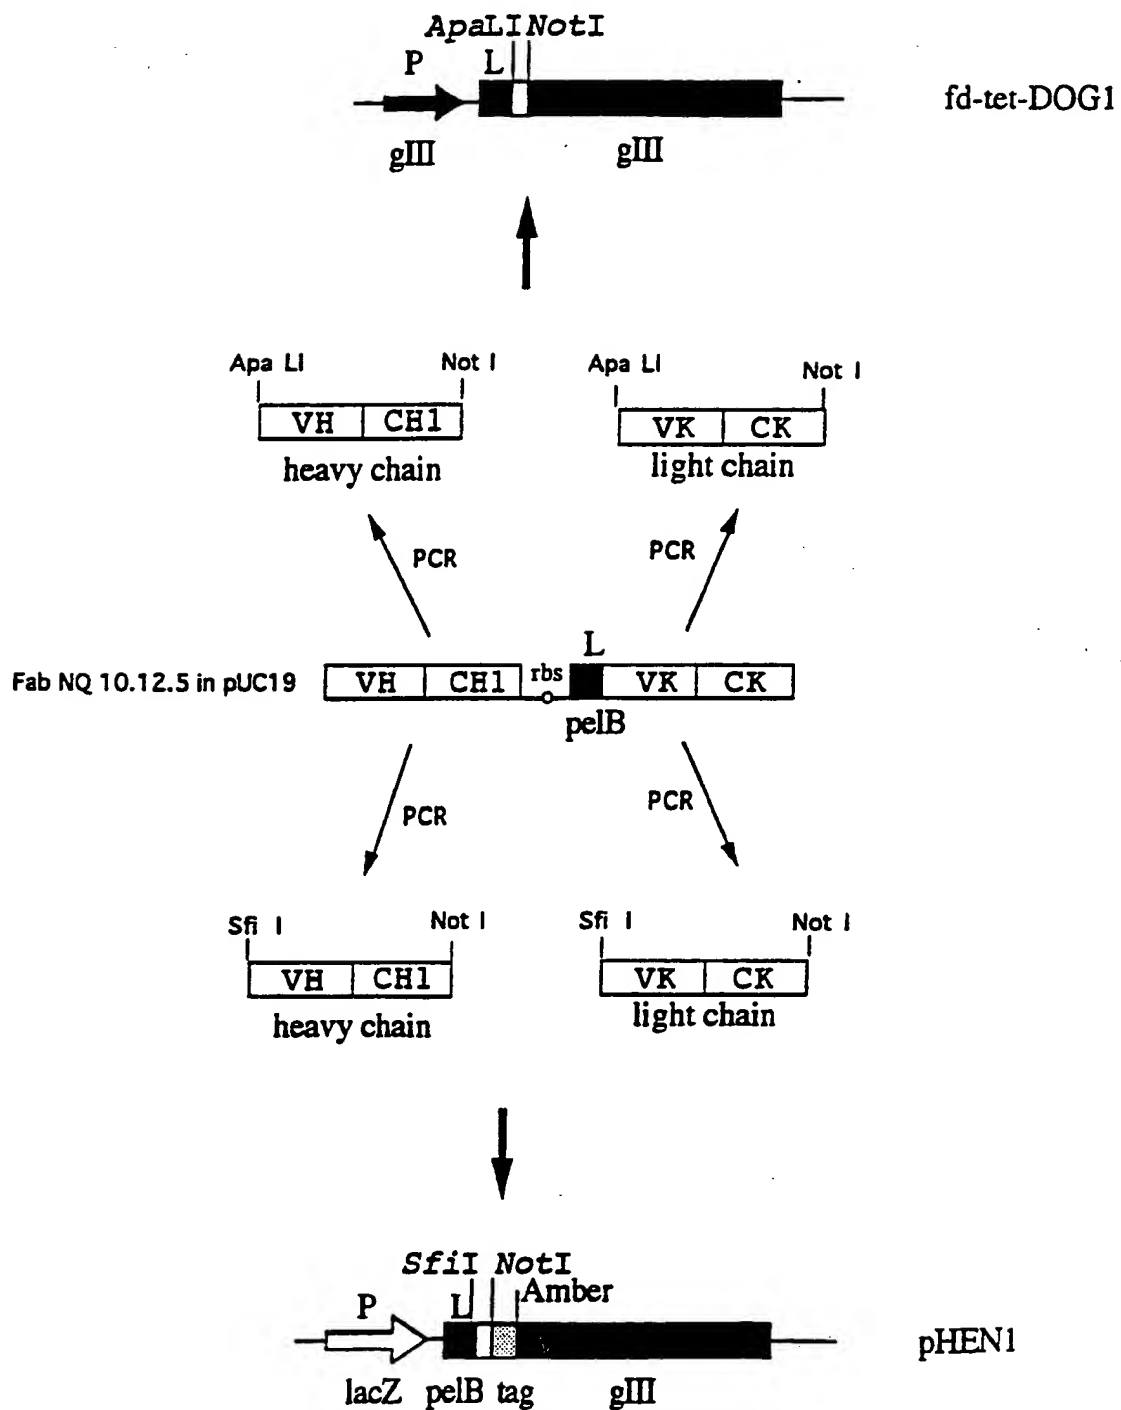 ApaLI NotI
P L
fd-tet-DOG1
gIII gIII
Apa LI Not I Apa LI Not I
VH CH1 VK CK
heavy chain light chain
PCR PCR
L
Fab NQ 10.12.5 in pUC19 VH CH1 rbs VK CK
pelB
PCR PCR
Sfi I Not I Sfi I Not I
VH CH1 VK CK
heavy chain light chain
SfiI NotI
P L Amber
pHEN1
lacZ pelB tag gIII